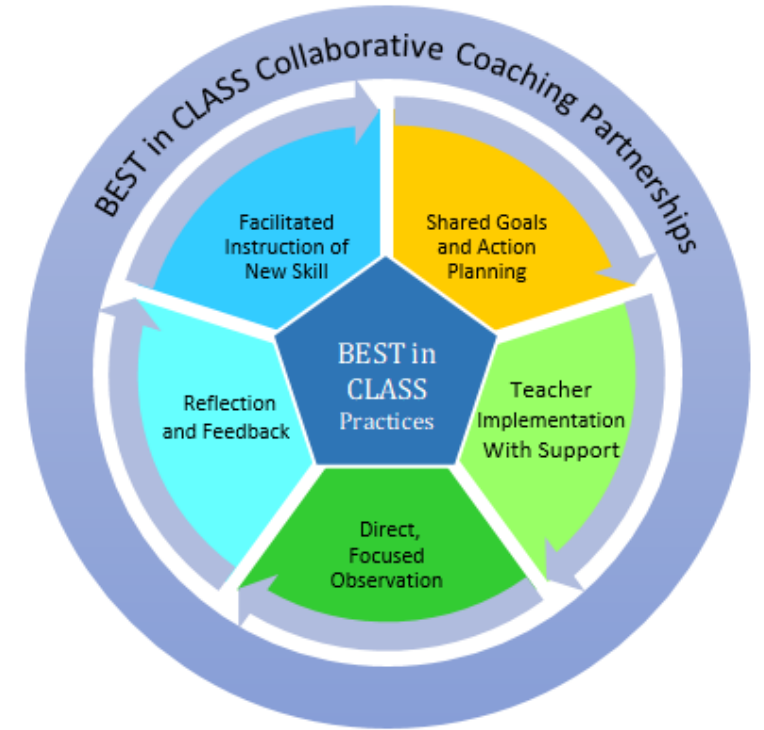 BEST in CLASS Collaborative Coaching Partnerships
Facilitated
Instruction of
New Skill
Shared Goals
and Action
Planning
BEST in
CLASS
Practices
Reflection
and Feedback
Teacher
Implementation
With Support
Direct,
Focused
Observation